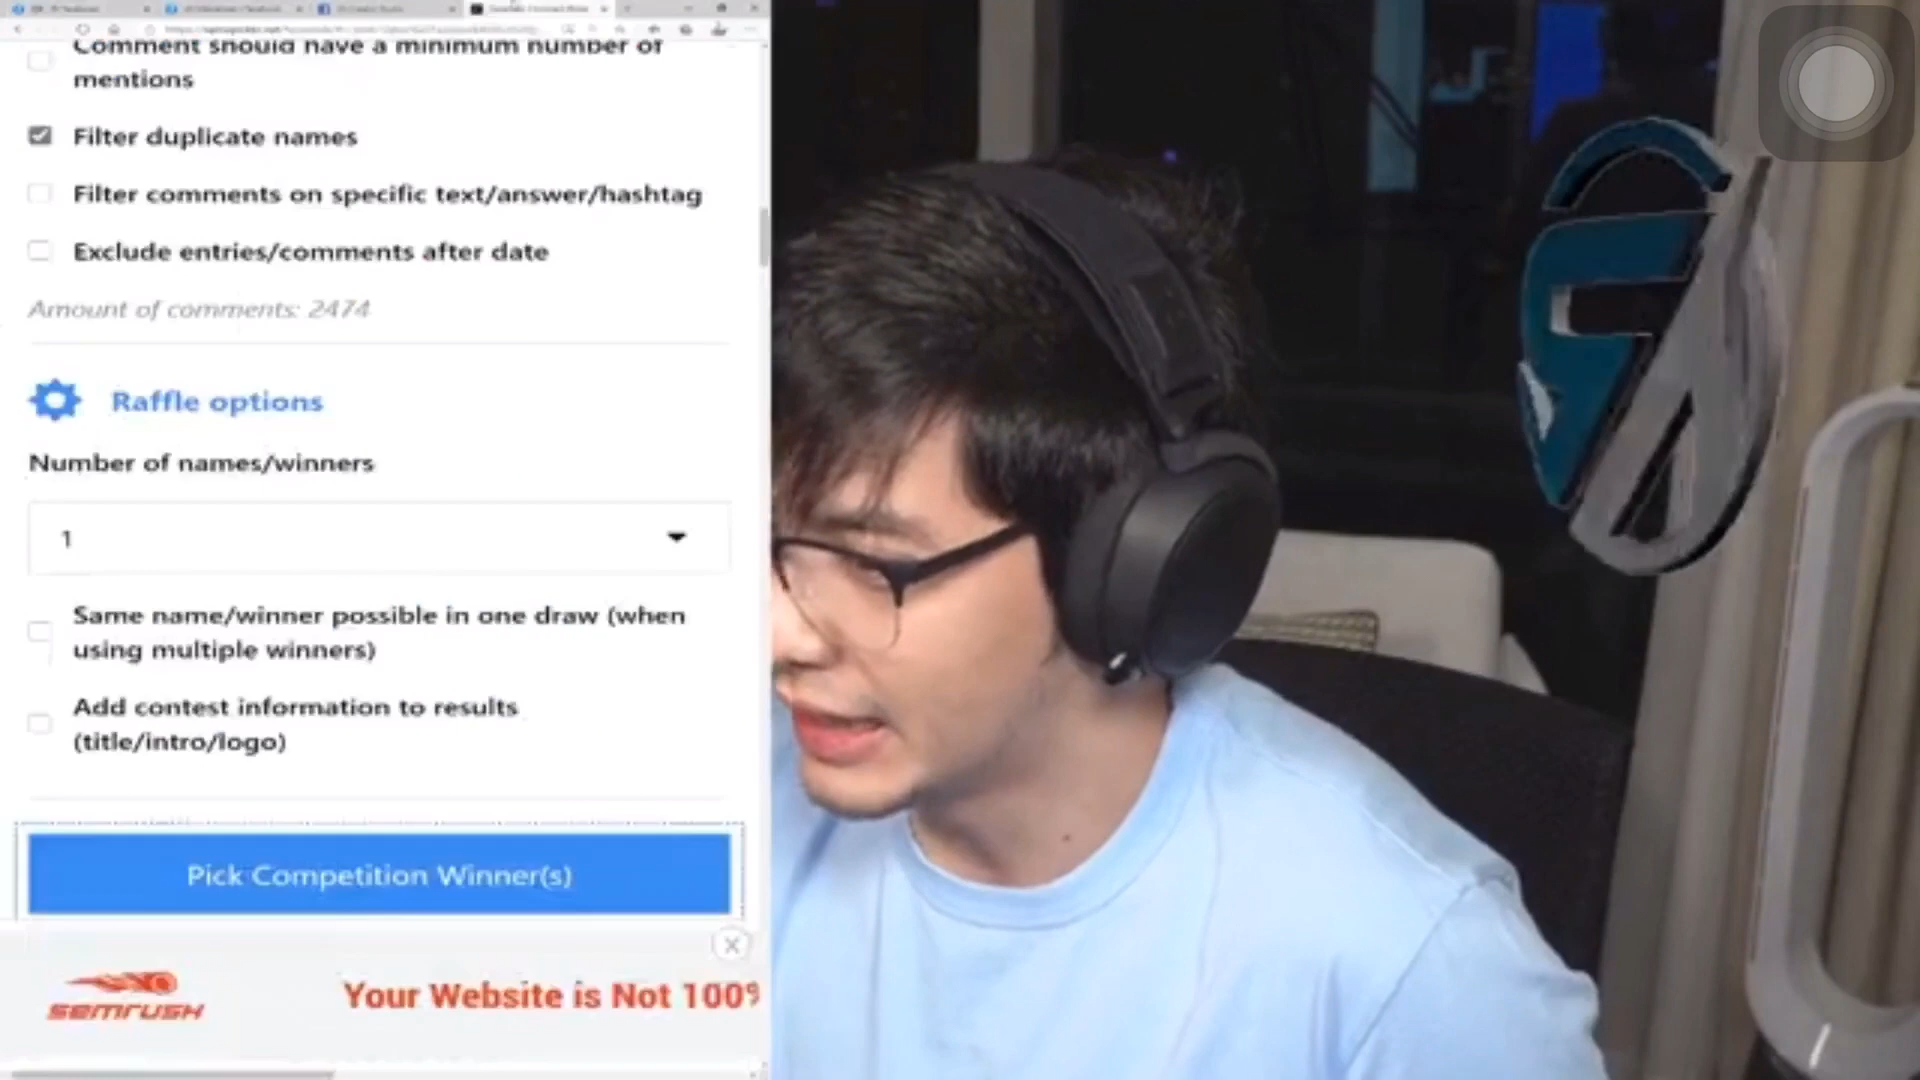 Comment should have a minimum number of
mentions
Filter duplicate names
Filter comments on specific text/answer/hashtag
Exclude entries/comments after date
Amount of comments: 2474
Raffle options
Number of names/winners
1
Same name/winner possible in one draw (when
using multiple winners)
Add contest information to results
(title/intro/logo)
Pick Competition Winner(s)
semrush
Your Website is Not 100%